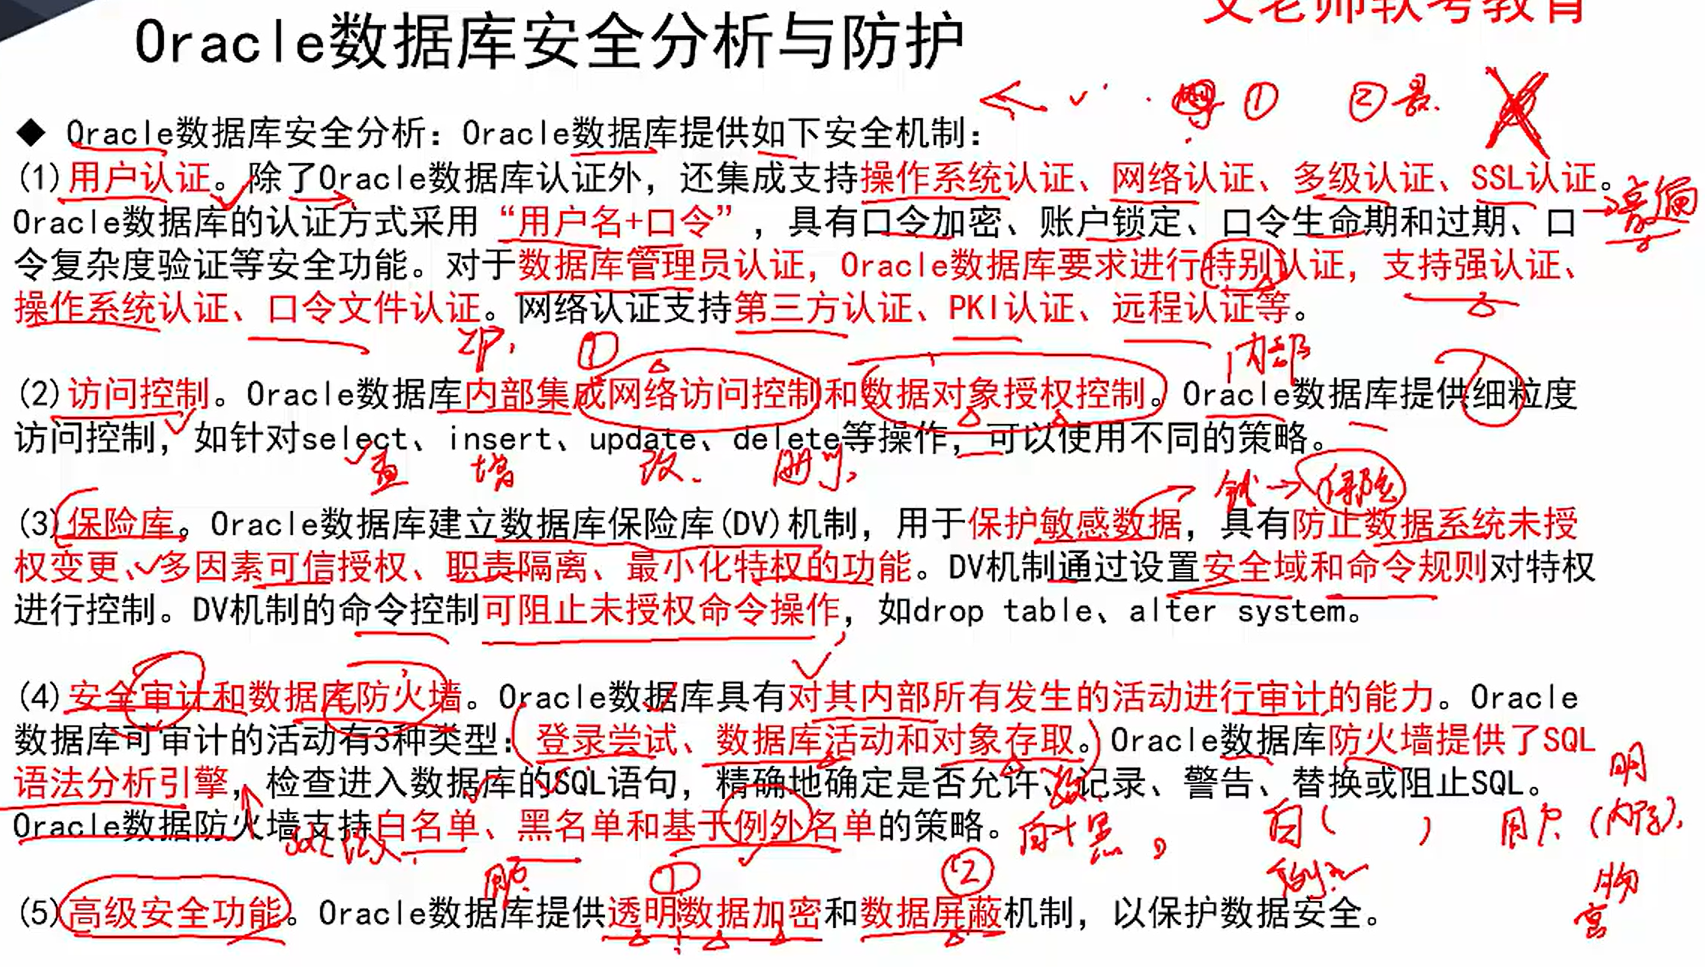 文老师软考教育
Oracle数据库安全分析与防护
① ②
◆ Oracle数据库安全分析：Oracle数据库提供如下安全机制：
(1)用户认证。除了Oracle数据库认证外，还集成支持操作系统认证、网络认证、多级认证、SSL认证。
Oracle数据库的认证方式采用“用户名+口令”，具有口令加密、账户锁定、口令生命期和过期、口
令复杂度验证等安全功能。对于数据库管理员认证，Oracle数据库要求进行特别认证，支持强认证、
操作系统认证、口令文件认证。网络认证支持第三方认证、PKI认证、远程认证等。
IP, ① 内部
(2)访问控制。Oracle数据库内部集成网络访问控制和数据对象授权控制。Oracle数据库提供细粒度
访问控制，如针对select、insert、update、delete等操作，可以使用不同的策略。
查 增 改 删
钱→保险
(3)保险库。Oracle数据库建立数据库保险库(DV)机制，用于保护敏感数据，具有防止数据系统未授
权变更、多因素可信授权、职责隔离、最小化特权的功能。DV机制通过设置安全域和命令规则对特权
进行控制。DV机制的命令控制可阻止未授权命令操作，如drop table、alter system。
(4)安全审计和数据库防火墙。Oracle数据库具有对其内部所有发生的活动进行审计的能力。Oracle
数据库可审计的活动有3种类型：登录尝试、数据库活动和对象存取。Oracle数据库防火墙提供了SQL
语法分析引擎，检查进入数据库的SQL语句，精确地确定是否允许、记录、警告、替换或阻止SQL。
Oracle数据防火墙支持白名单、黑名单和基于例外名单的策略。
白+黑, 白( ) 用户
① ②
(5)高级安全功能。Oracle数据库提供透明数据加密和数据屏蔽机制，以保护数据安全。